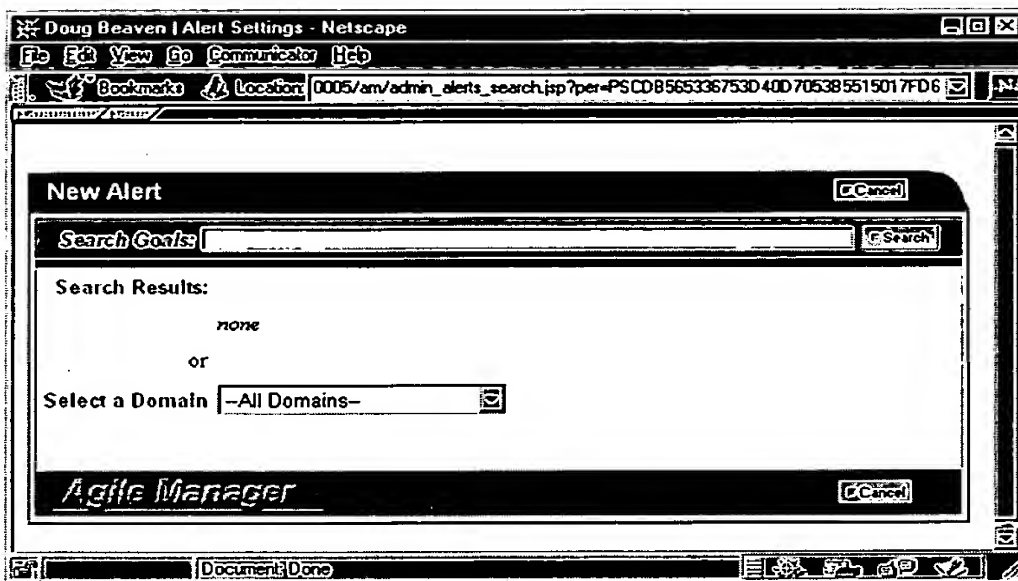 Doug Beaven | Alert Settings - Netscape
File Edit View Go Communicator Help
Bookmarks Location: 0005/am/admin_alerts_search.jsp?per=PSCDB565336753D40D705385515017FD6
New Alert Cancel
Search Goals: Search
Search Results:
none
or
Select a Domain --All Domains--
Agile Manager Cancel
Document: Done